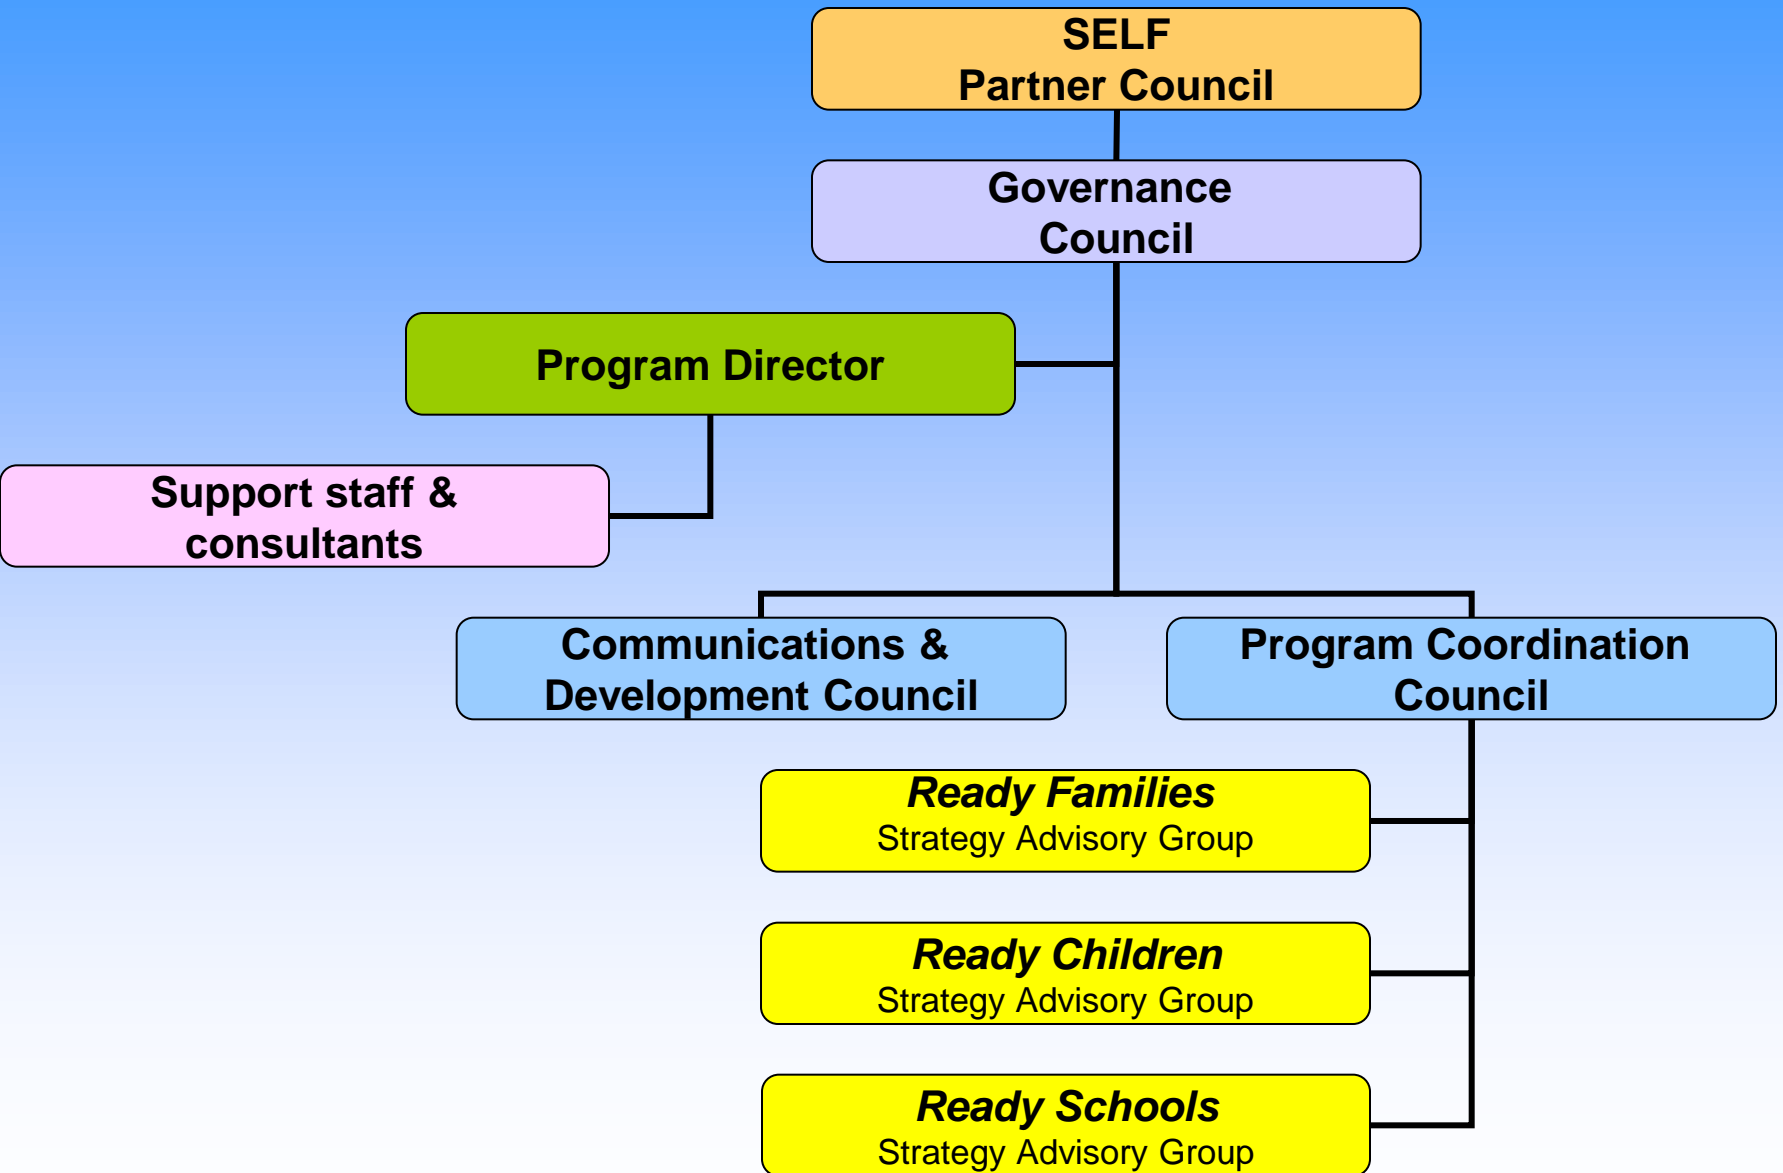 SELF
Partner Council
Governance
Council
Program Director
Support staff &
consultants
Communications &
Development Council
Program Coordination
Council
Ready Families
Strategy Advisory Group
Ready Children
Strategy Advisory Group
Ready Schools
Strategy Advisory Group